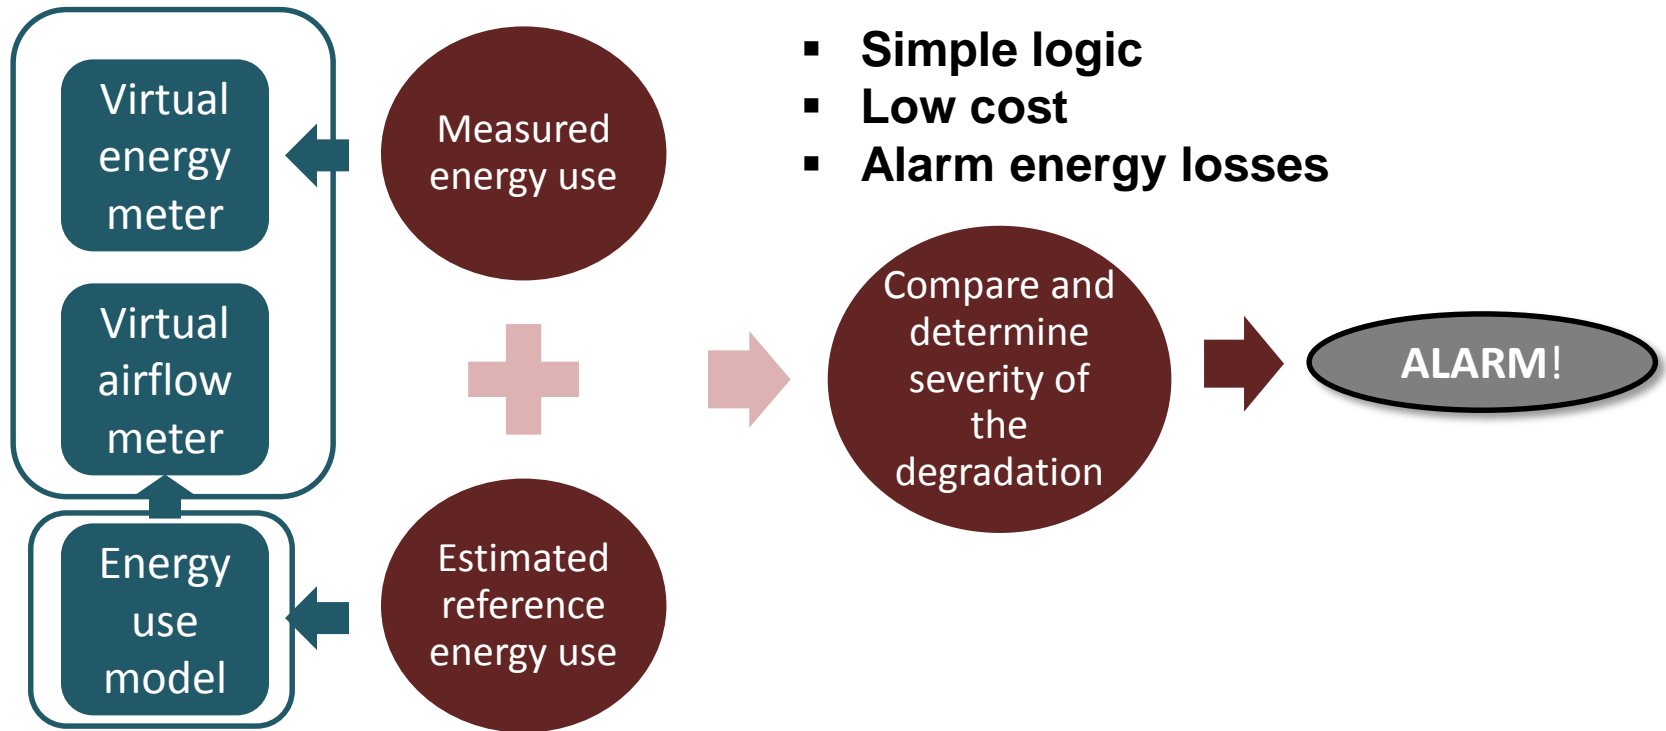 Virtual
energy
meter
Virtual
airflow
meter
Energy
use
model
Measured
energy use
Estimated
reference
energy use
▪ Simple logic
▪ Low cost
▪ Alarm energy losses
Compare and
determine
severity of
the
degradation
ALARM!